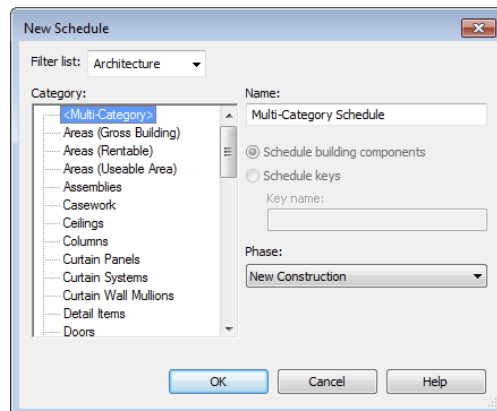 New Schedule
Filter list: Architecture
Category:
<Multi-Category>
Areas (Gross Building)
Areas (Rentable)
Areas (Useable Area)
Assemblies
Casework
Ceilings
Columns
Curtain Panels
Curtain Systems
Curtain Wall Mullions
Detail Items
Doors
Name:
Multi-Category Schedule
Schedule building components
Schedule keys
Key name:
Phase:
New Construction
OK Cancel Help